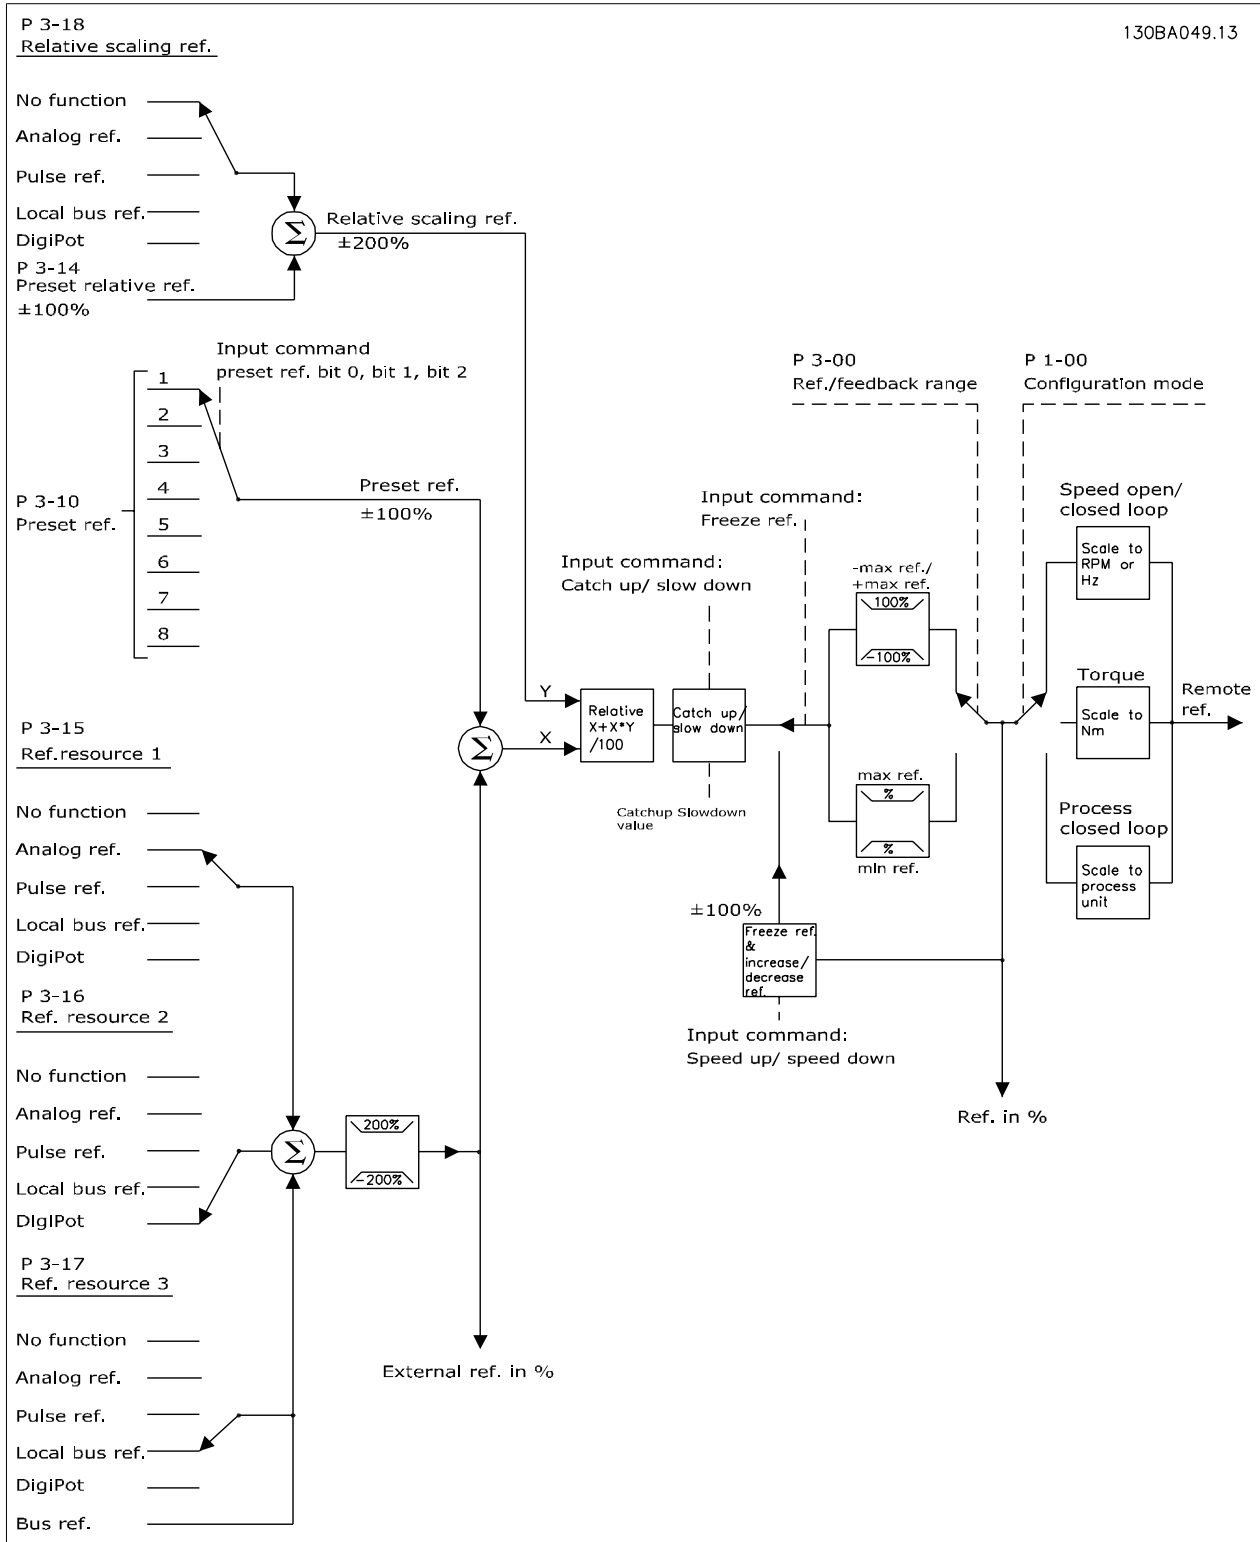 P 3-18
Relative scaling ref.
130BA049.13
No function
Analog ref.
Pulse ref.
Local bus ref.
DigiPot
Σ
Relative scaling ref.
±200%
P 3-14
Preset relative ref.
±100%
Input command
preset ref. bit 0, bit 1, bit 2
P 3-10
Preset ref.
1
2
3
4
5
6
7
8
Preset ref.
±100%
P 3-15
Ref.resource 1
No function
Analog ref.
Pulse ref.
Local bus ref.
DigiPot
P 3-16
Ref. resource 2
No function
Analog ref.
Pulse ref.
Local bus ref.
DigiPot
P 3-17
Ref. resource 3
No function
Analog ref.
Pulse ref.
Local bus ref.
DigiPot
Bus ref.
Σ
200%
-200%
External ref. in %
Σ
Y
X
Relative
X+X*Y
/100
Input command:
Catch up/ slow down
Catch up/
slow down
Catchup Slowdown
value
Input command:
Freeze ref.
-max ref./
+max ref.
100%
-100%
max ref.
%
%
min ref.
±100%
Freeze ref.
&
increase/
decrease
ref.
Input command:
Speed up/ speed down
P 3-00
Ref./feedback range
P 1-00
Configuration mode
Ref. in %
Speed open/
closed loop
Scale to
RPM or
Hz
Torque
Scale to
Nm
Process
closed loop
Scale to
process
unit
Remote
ref.